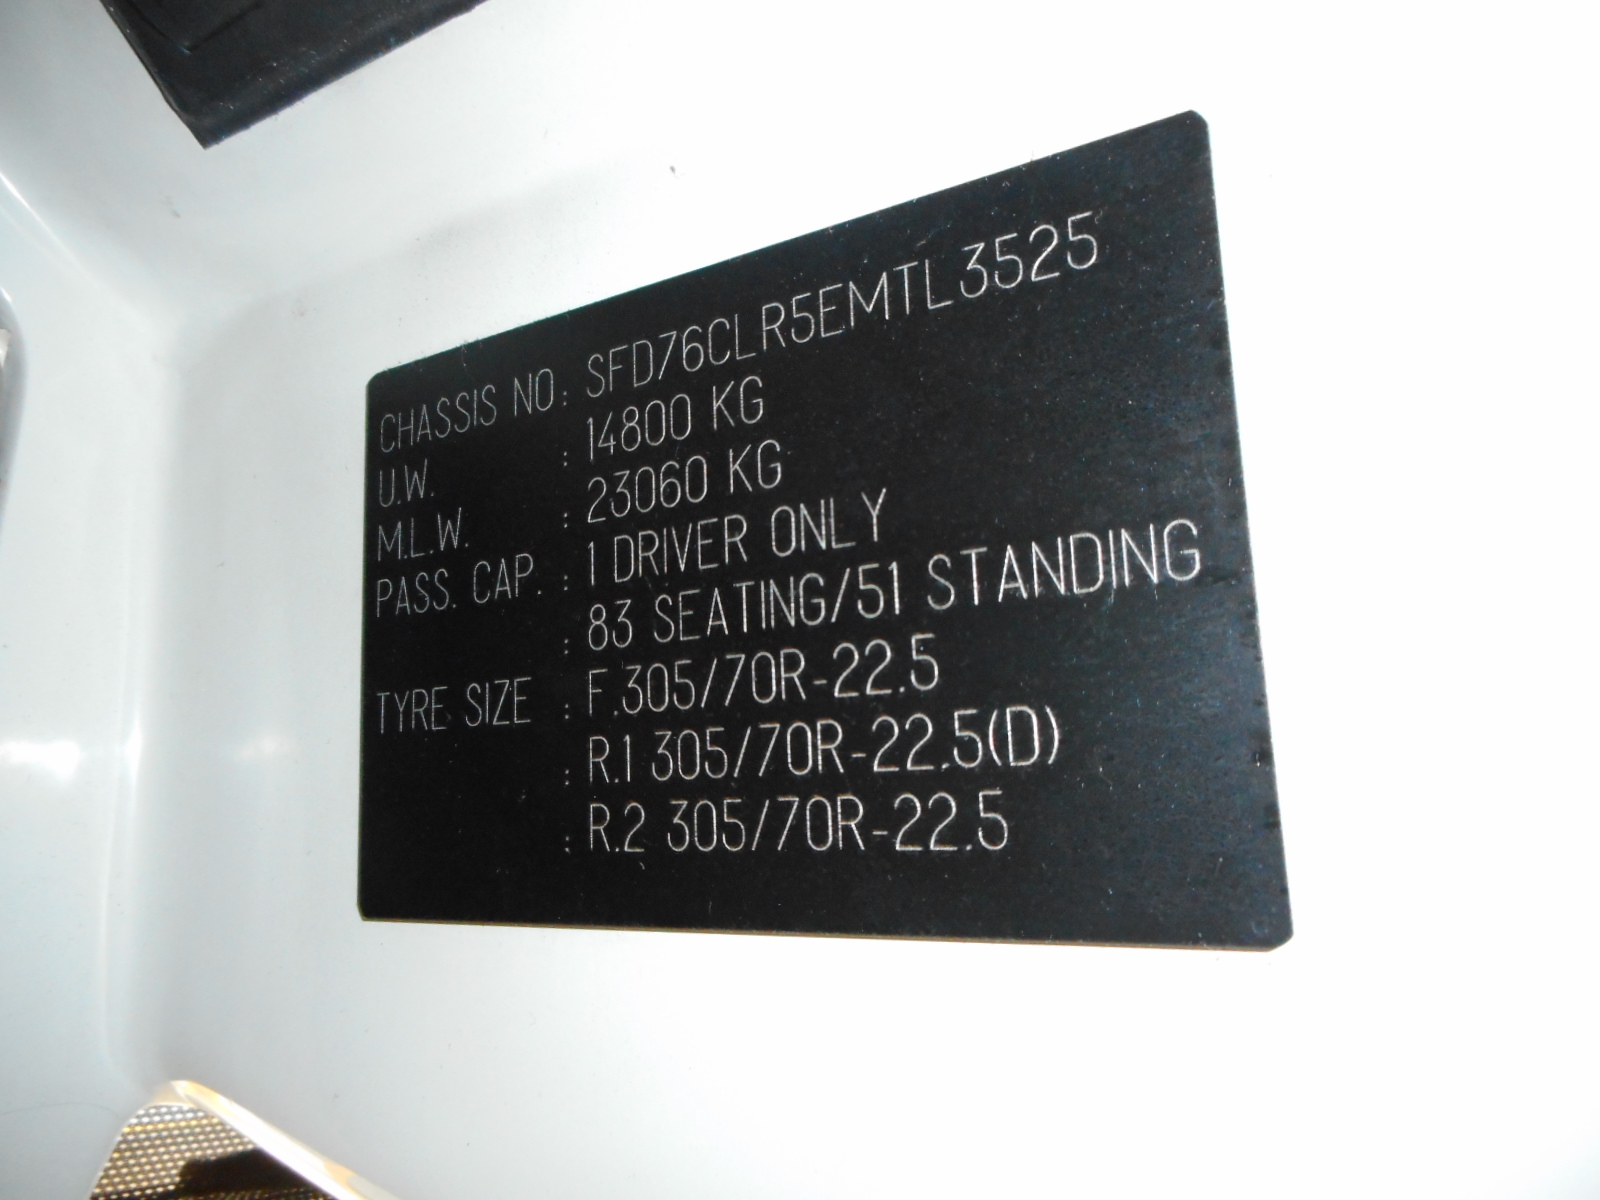 CHASSIS NO: SFD76CLR5EMTL3525
U.W. : 14800 KG
M.L.W. : 23060 KG
PASS. CAP. : 1 DRIVER ONLY
: 83 SEATING/51 STANDING
TYRE SIZE : F.305/70R-22.5
: R.1 305/70R-22.5(D)
: R.2 305/70R-22.5